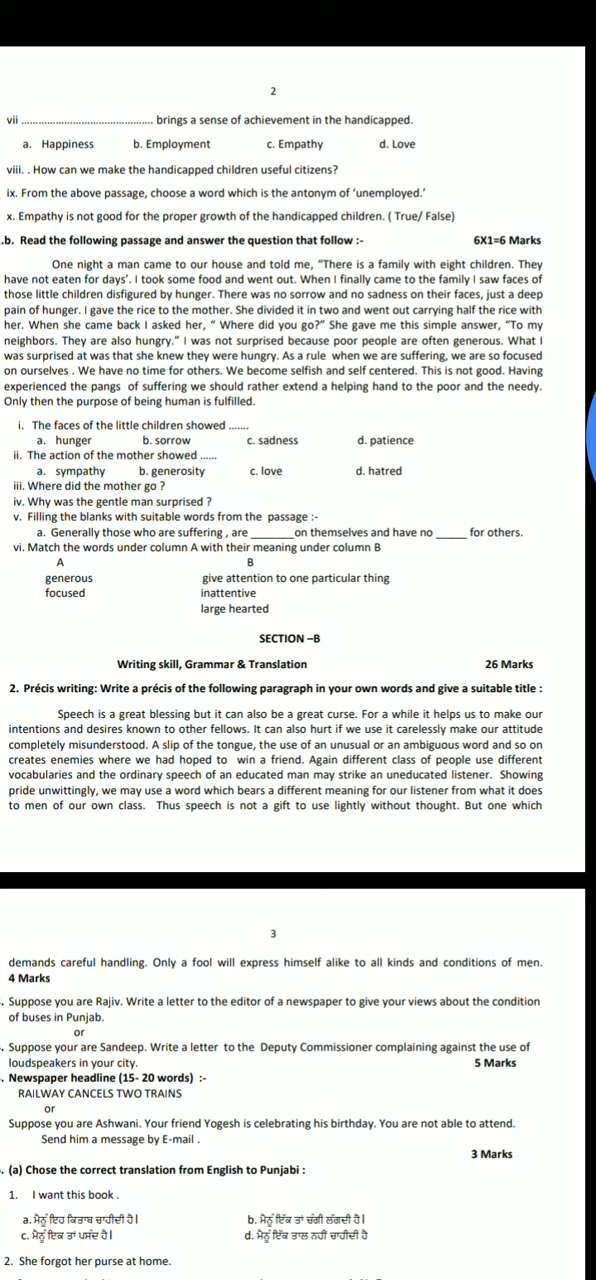 2
vii ............................................. brings a sense of achievement in the handicapped.
a. Happiness b. Employment c. Empathy d. Love
viii. . How can we make the handicapped children useful citizens?
ix. From the above passage, choose a word which is the antonym of 'unemployed.'
x. Empathy is not good for the proper growth of the handicapped children. ( True/ False)
.b. Read the following passage and answer the question that follow :- 6X1=6 Marks
One night a man came to our house and told me, "There is a family with eight children. They
have not eaten for days'. I took some food and went out. When I finally came to the family I saw faces of
those little children disfigured by hunger. There was no sorrow and no sadness on their faces, just a deep
pain of hunger. I gave the rice to the mother. She divided it in two and went out carrying half the rice with
her. When she came back I asked her, " Where did you go?" She gave me this simple answer, "To my
neighbors. They are also hungry." I was not surprised because poor people are often generous. What I
was surprised at was that she knew they were hungry. As a rule when we are suffering, we are so focused
on ourselves . We have no time for others. We become selfish and self centered. This is not good. Having
experienced the pangs of suffering we should rather extend a helping hand to the poor and the needy.
Only then the purpose of being human is fulfilled.
i. The faces of the little children showed .......
a. hunger b. sorrow c. sadness d. patience
ii. The action of the mother showed ......
a. sympathy b. generosity c. love d. hatred
iii. Where did the mother go ?
iv. Why was the gentle man surprised ?
v. Filling the blanks with suitable words from the passage :-
a. Generally those who are suffering , are _______on themselves and have no _____ for others.
vi. Match the words under column A with their meaning under column B
A B
generous give attention to one particular thing
focused inattentive
large hearted
SECTION –B
Writing skill, Grammar & Translation 26 Marks
2. Précis writing: Write a précis of the following paragraph in your own words and give a suitable title :
Speech is a great blessing but it can also be a great curse. For a while it helps us to make our
intentions and desires known to other fellows. It can also hurt if we use it carelessly make our attitude
completely misunderstood. A slip of the tongue, the use of an unusual or an ambiguous word and so on
creates enemies where we had hoped to win a friend. Again different class of people use different
vocabularies and the ordinary speech of an educated man may strike an uneducated listener. Showing
pride unwittingly, we may use a word which bears a different meaning for our listener from what it does
to men of our own class. Thus speech is not a gift to use lightly without thought. But one which
3
demands careful handling. Only a fool will express himself alike to all kinds and conditions of men.
4 Marks
. Suppose you are Rajiv. Write a letter to the editor of a newspaper to give your views about the condition
of buses in Punjab.
or
. Suppose your are Sandeep. Write a letter to the Deputy Commissioner complaining against the use of
loudspeakers in your city. 5 Marks
. Newspaper headline (15- 20 words) :-
RAILWAY CANCELS TWO TRAINS
or
Suppose you are Ashwani. Your friend Yogesh is celebrating his birthday. You are not able to attend.
Send him a message by E-mail .
3 Marks
. (a) Chose the correct translation from English to Punjabi :
1. I want this book .
a. ਮੈਨੂੰ ਇਹ ਕਿਤਾਬ ਚਾਹੀਦੀ ਹੈ। b. ਮੈਨੂੰ ਇੱਕ ਤਾਂ ਚੰਗੀ ਲੱਗਦੀ ਹੈ।
c. ਮੈਨੂੰ ਇਕ ਤਾਂ ਪਸੰਦ ਹੈ। d. ਮੈਨੂੰ ਇੱਕ ਤਾਲ ਨਹੀਂ ਚਾਹੀਦੀ ਹੈ
2. She forgot her purse at home.